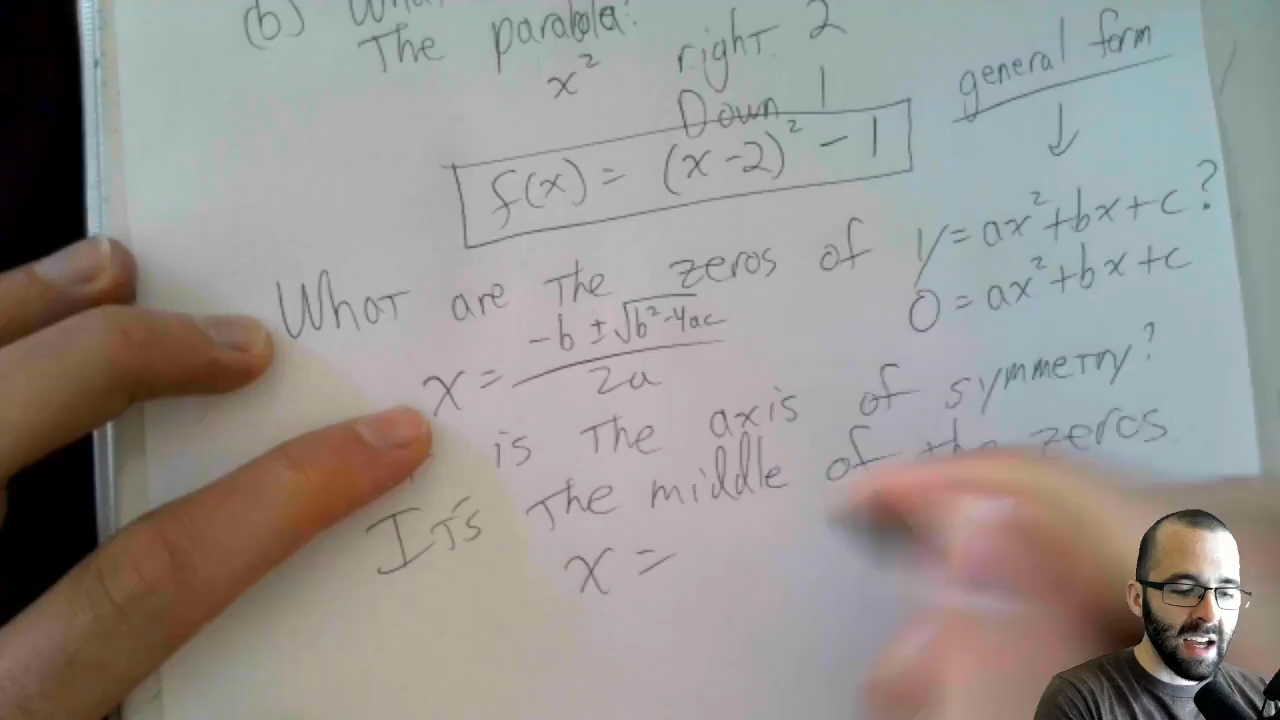 (b)
The parabola:
x² right 2
Down 1
f(x) = (x-2)² - 1
general form
↓
What are the zeros of y = ax² + bx + c?
0 = ax² + bx + c
x = -b ± √b²-4ac / 2a
is the axis of symmetry?
It's the middle of the zeros
x =